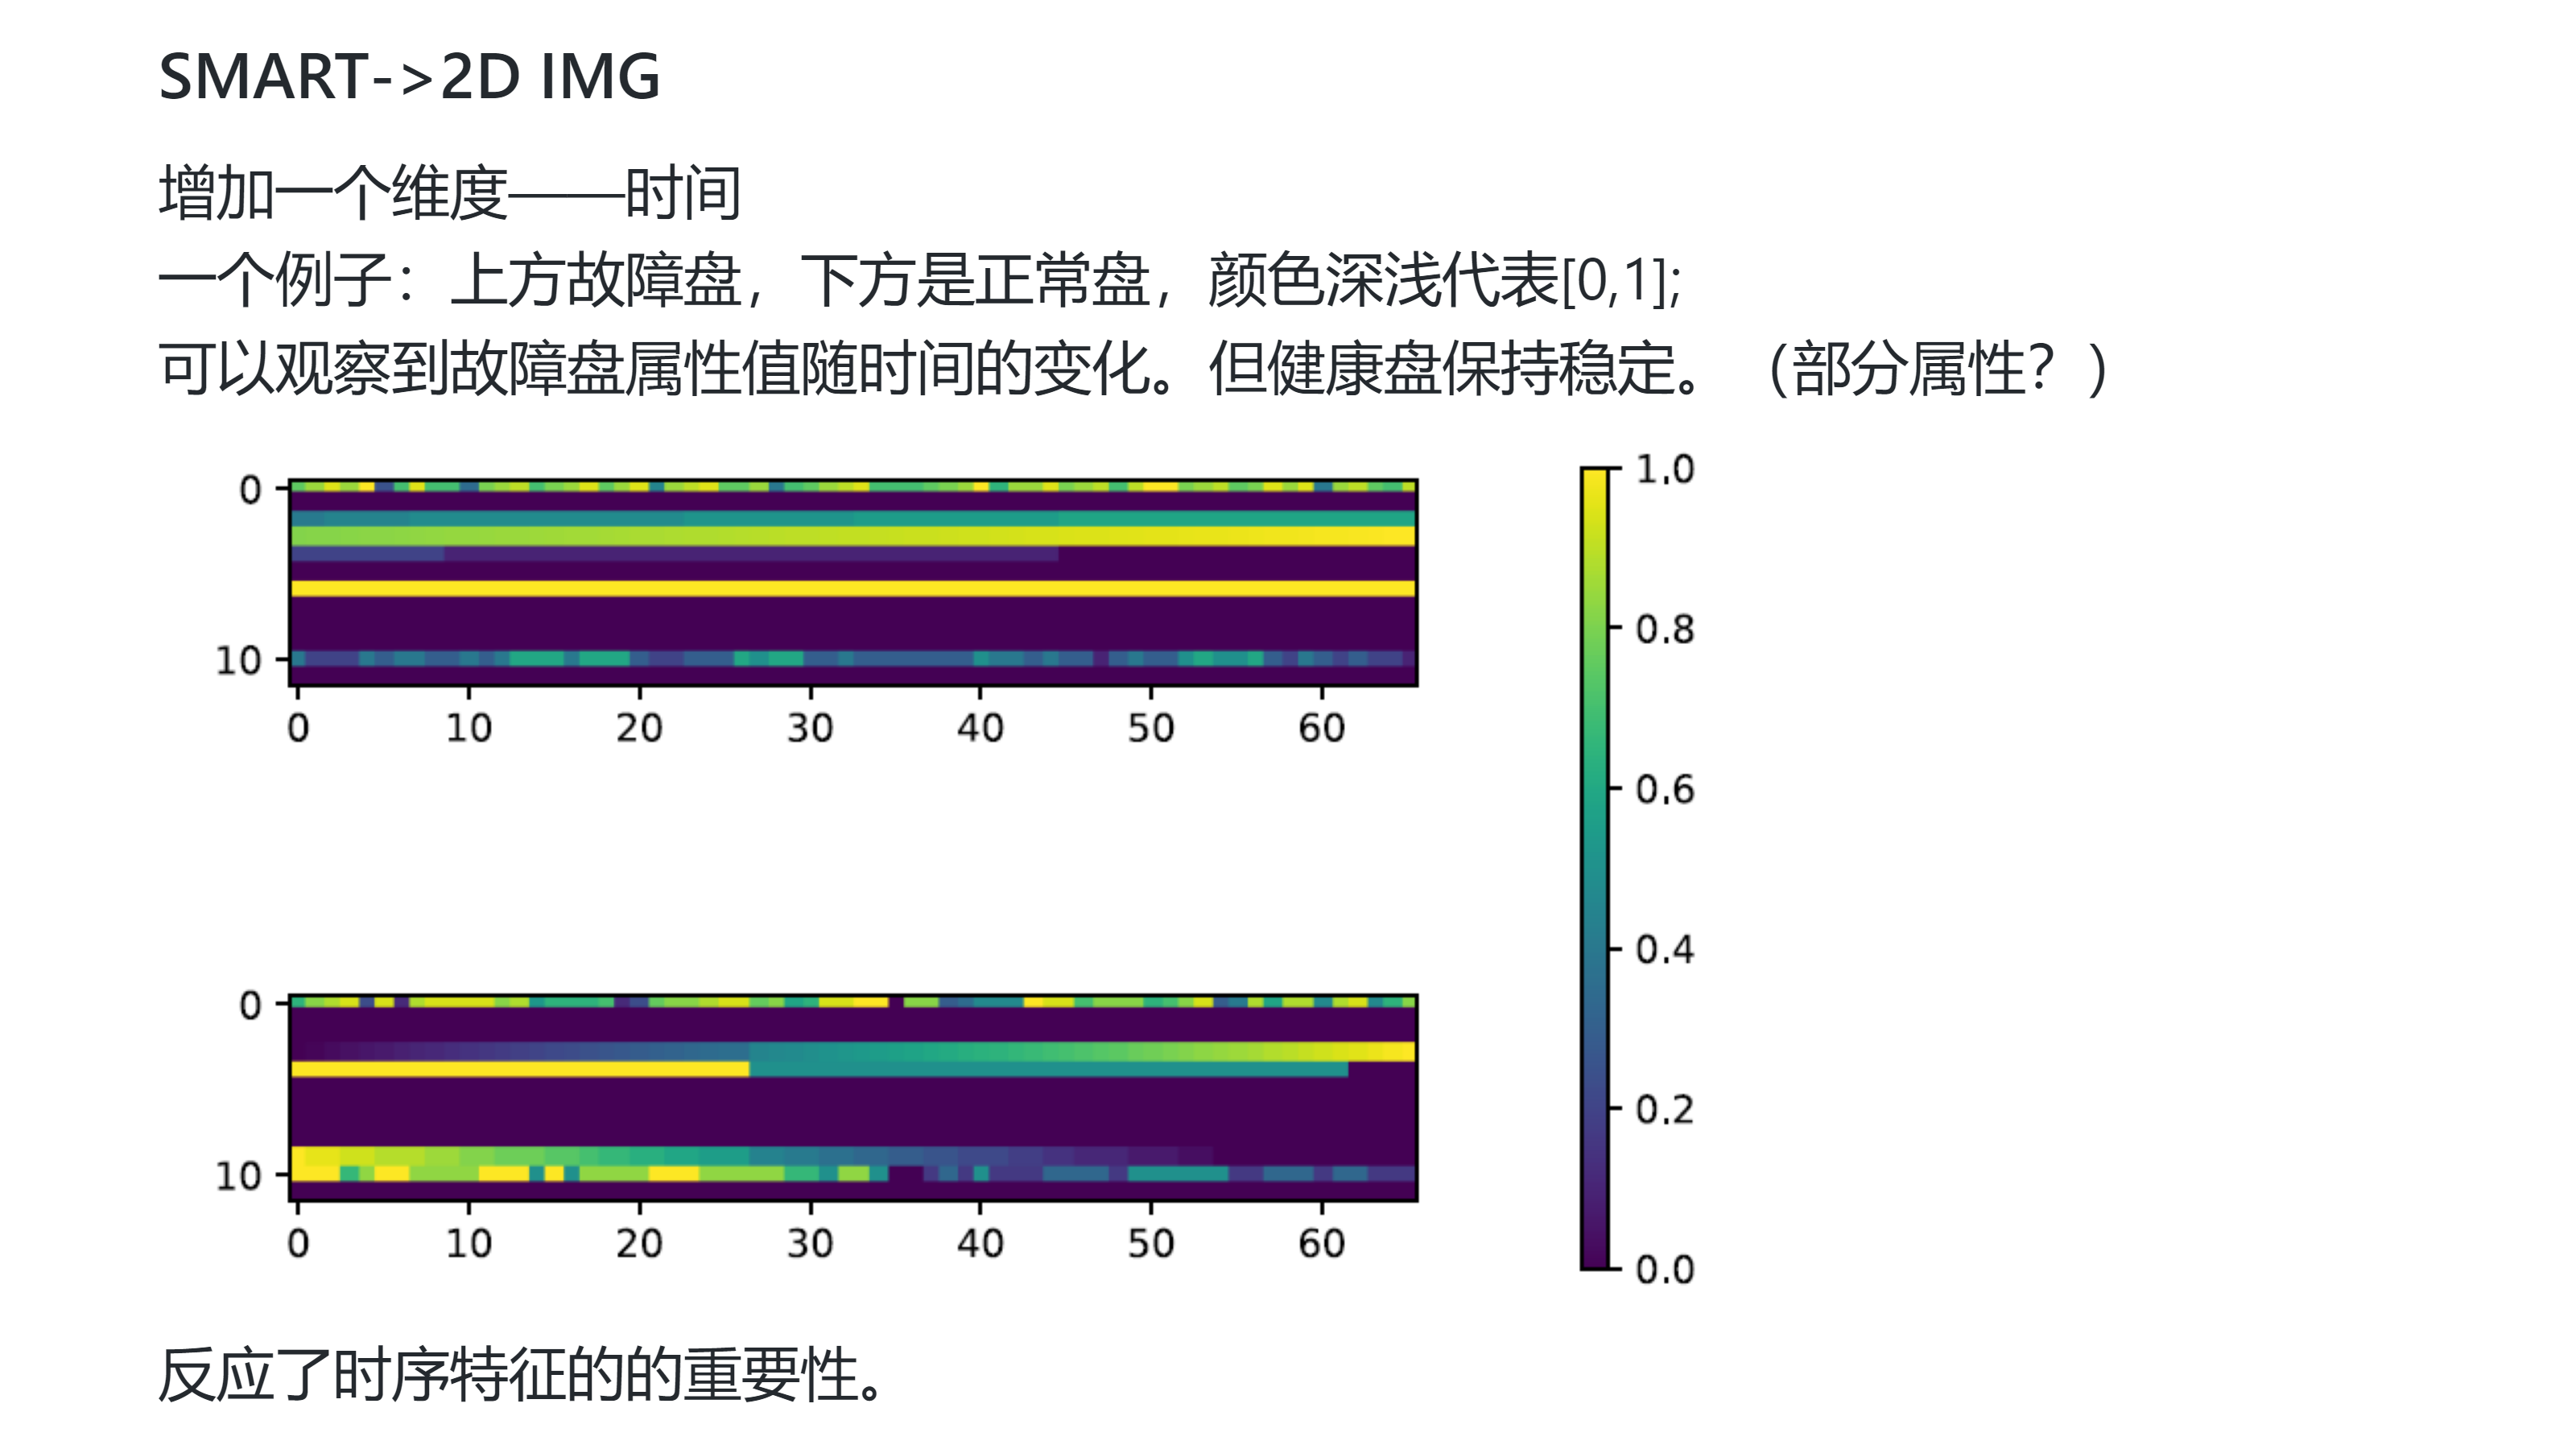 SMART->2D IMG
增加一个维度——时间
一个例子：上方故障盘，下方是正常盘，颜色深浅代表[0,1];
可以观察到故障盘属性值随时间的变化。但健康盘保持稳定。（部分属性？）
0
10
0 10 20 30 40 50 60
1.0
0.8
0.6
0.4
0.2
0.0
0
10
0 10 20 30 40 50 60
反应了时序特征的的重要性。